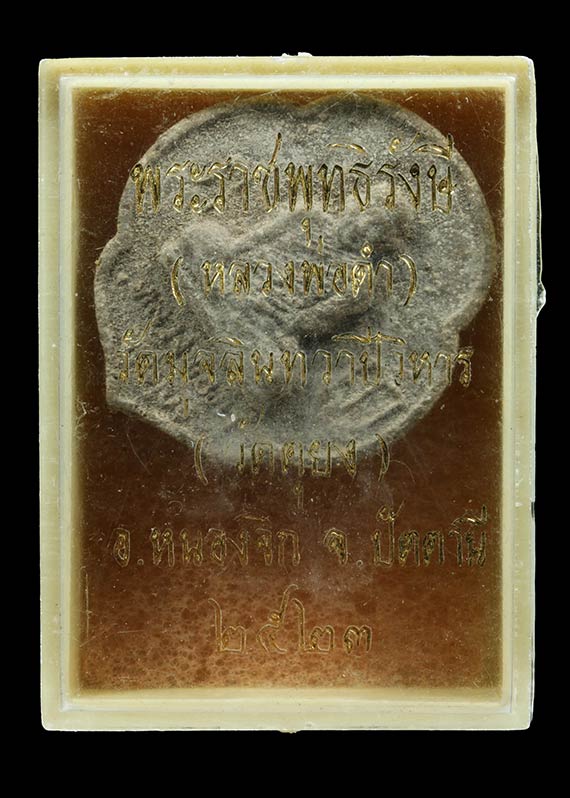 พระราชพุทธิรังษี
( หลวงพ่อดำ )
วัดมุจลินทวาปีวิหาร
( วัดตุยง )
อ.หนองจิก จ.ปัตตานี
๒๕๒๓